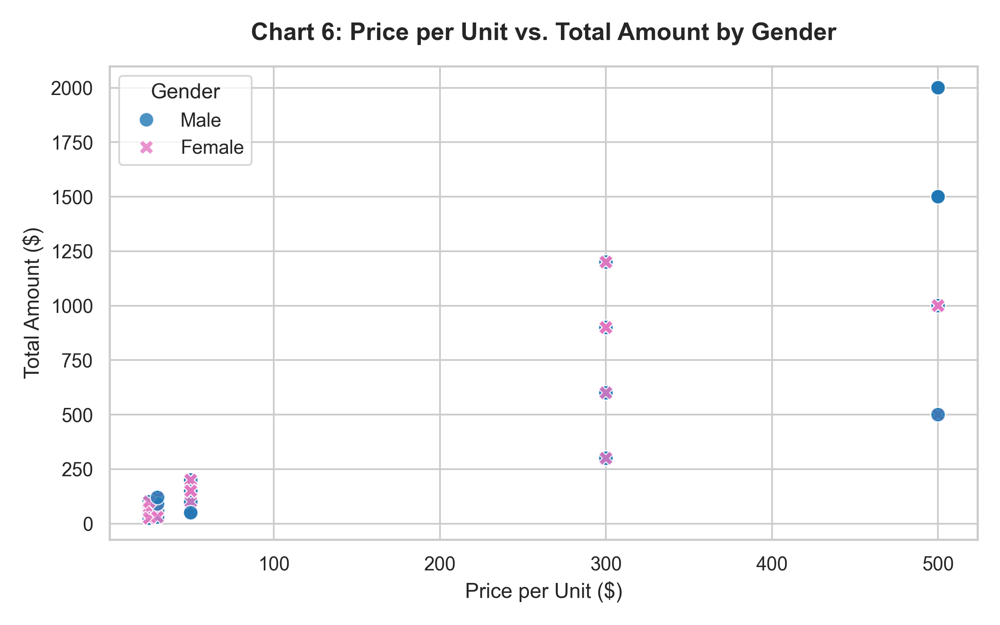 Chart 6: Price per Unit vs. Total Amount by Gender
Gender
Male
Female
2000
1750
1500
1250
1000
750
500
250
0
Total Amount ($)
100 200 300 400 500
Price per Unit ($)